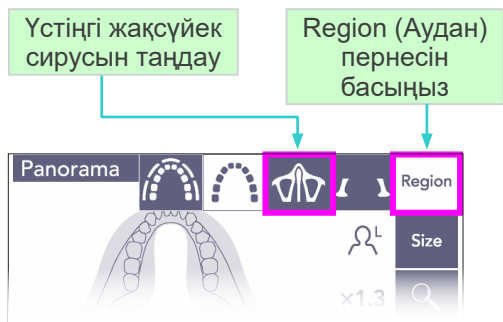 Үстіңгі жақсүйек
сирусын таңдау
Region (Аудан)
пернесін
басыңыз
Panorama
Region
L
Size
×1.3